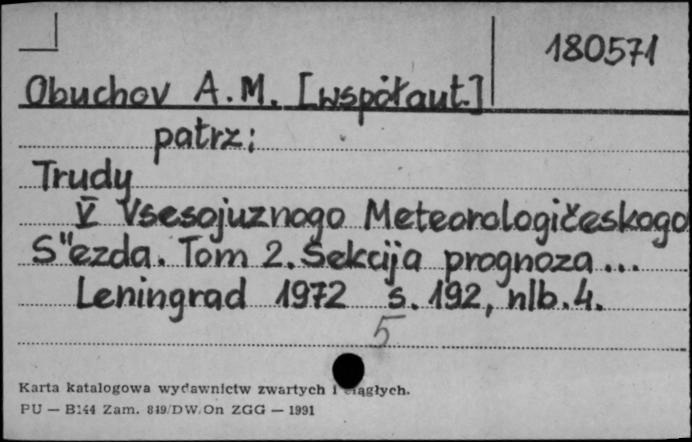 180571
Obuchov A.M. [współaut.]
patrz:
Trudy
V Vsesojuznogo Meteorologičeskogo
S"ezda. Tom 2. Sekcija prognoza ...
Leningrad 1972 s. 192, nlb. 4.
5
Karta katalogowa wydawnictw zwartych i ciągłych.
PU — B144 Zam. 819/DW/On ZGG — 1991